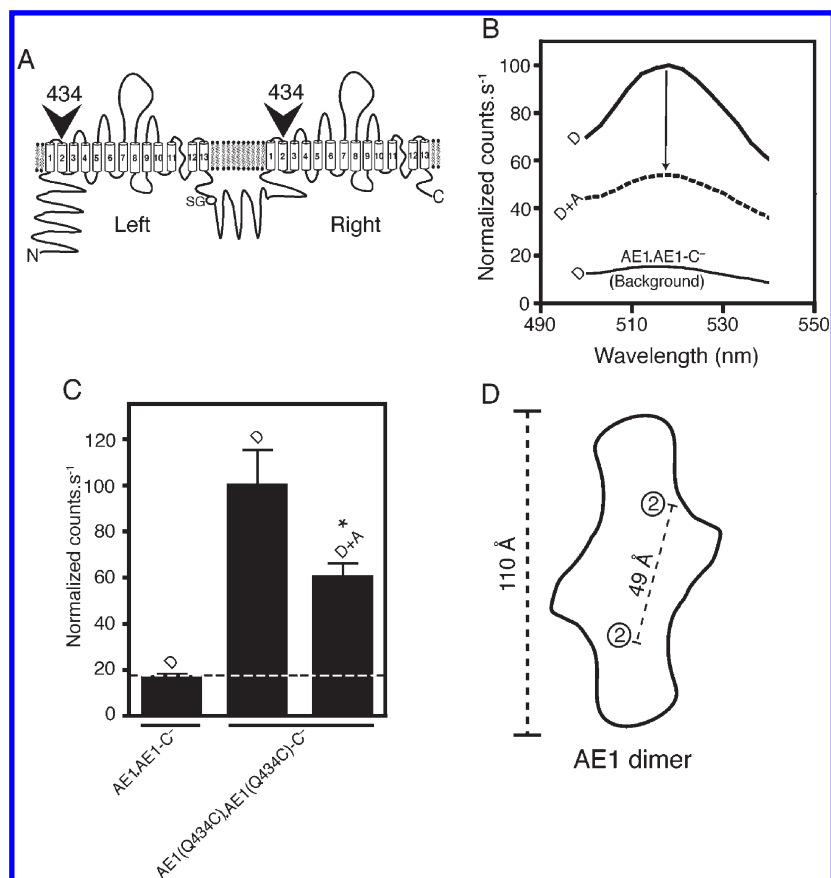 A
434
434
1 2 3 4 5 6 7 8 9 10 11 12 13
1 2 3 4 5 6 7 8 9 10 11 12 13
SG
C
Left
Right
N
B
Normalized counts.s⁻¹
100
80
60
40
20
0
D
D+A
D
AE1.AE1-C⁻
(Background)
490
510
530
550
Wavelength (nm)
C
Normalized counts.s⁻¹
120
100
80
60
40
20
0
D
D
*
D+A
AE1.AE1-C⁻
AE1(Q434C).AE1(Q434C)-C⁻
D
110 Å
2
49 Å
2
AE1 dimer